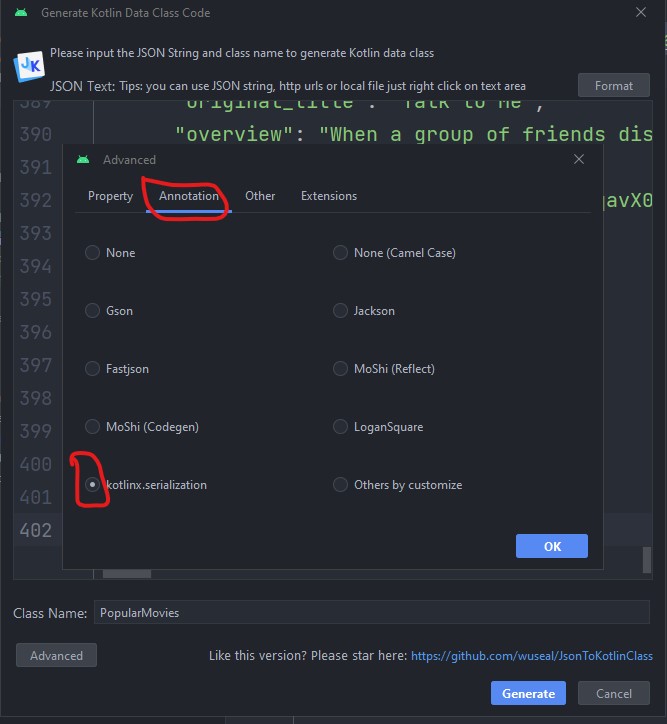 Generate Kotlin Data Class Code
Please input the JSON String and class name to generate Kotlin data class
JK
JSON Text: Tips: you can use JSON string, http urls or local file just right click on text area
Format
389
"original_title": "Talk to Me",
390 "overview": "When a group of friends dis
Advanced
391
Property Annotation Other Extensions
392 qavX0
393
None None (Camel Case)
394
395
Gson Jackson
396
397
Fastjson MoShi (Reflect)
398
399
MoShi (Codegen) LoganSquare
400
401
kotlinx.serialization Others by customize
402
OK
Class Name: PopularMovies
Advanced Like this version? Please star here: https://github.com/wuseal/JsonToKotlinClass
Generate Cancel